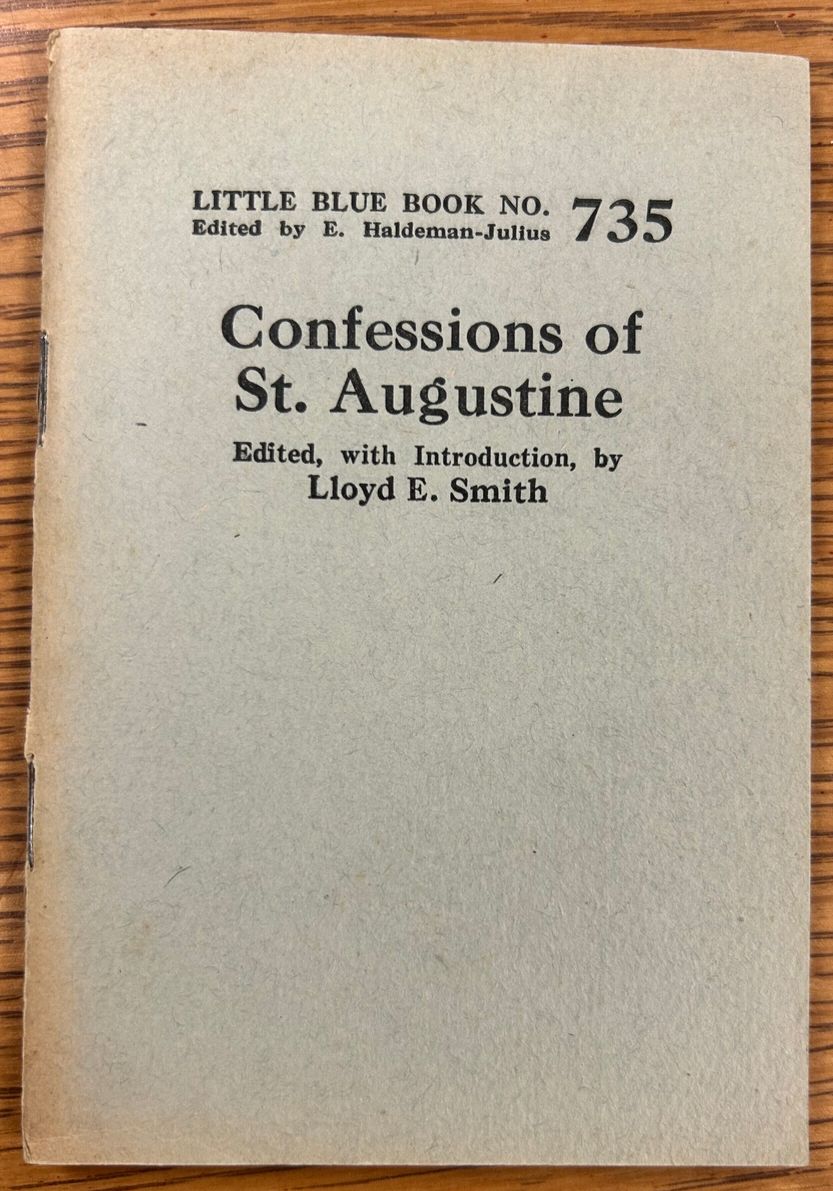 LITTLE BLUE BOOK NO. 735
Edited by E. Haldeman-Julius
Confessions of
St. Augustine
Edited, with Introduction, by
Lloyd E. Smith